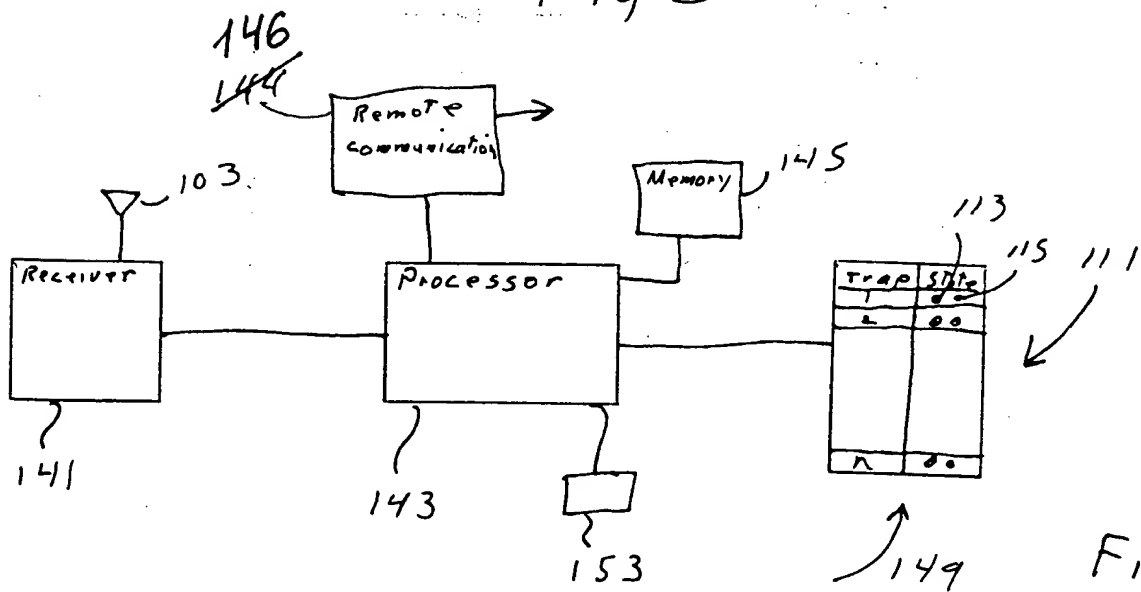 146
144
Remote
communication
103
Memory
145
113
115
111
Receiver
Processor
Trap State
1
2
n
141
143
153
149